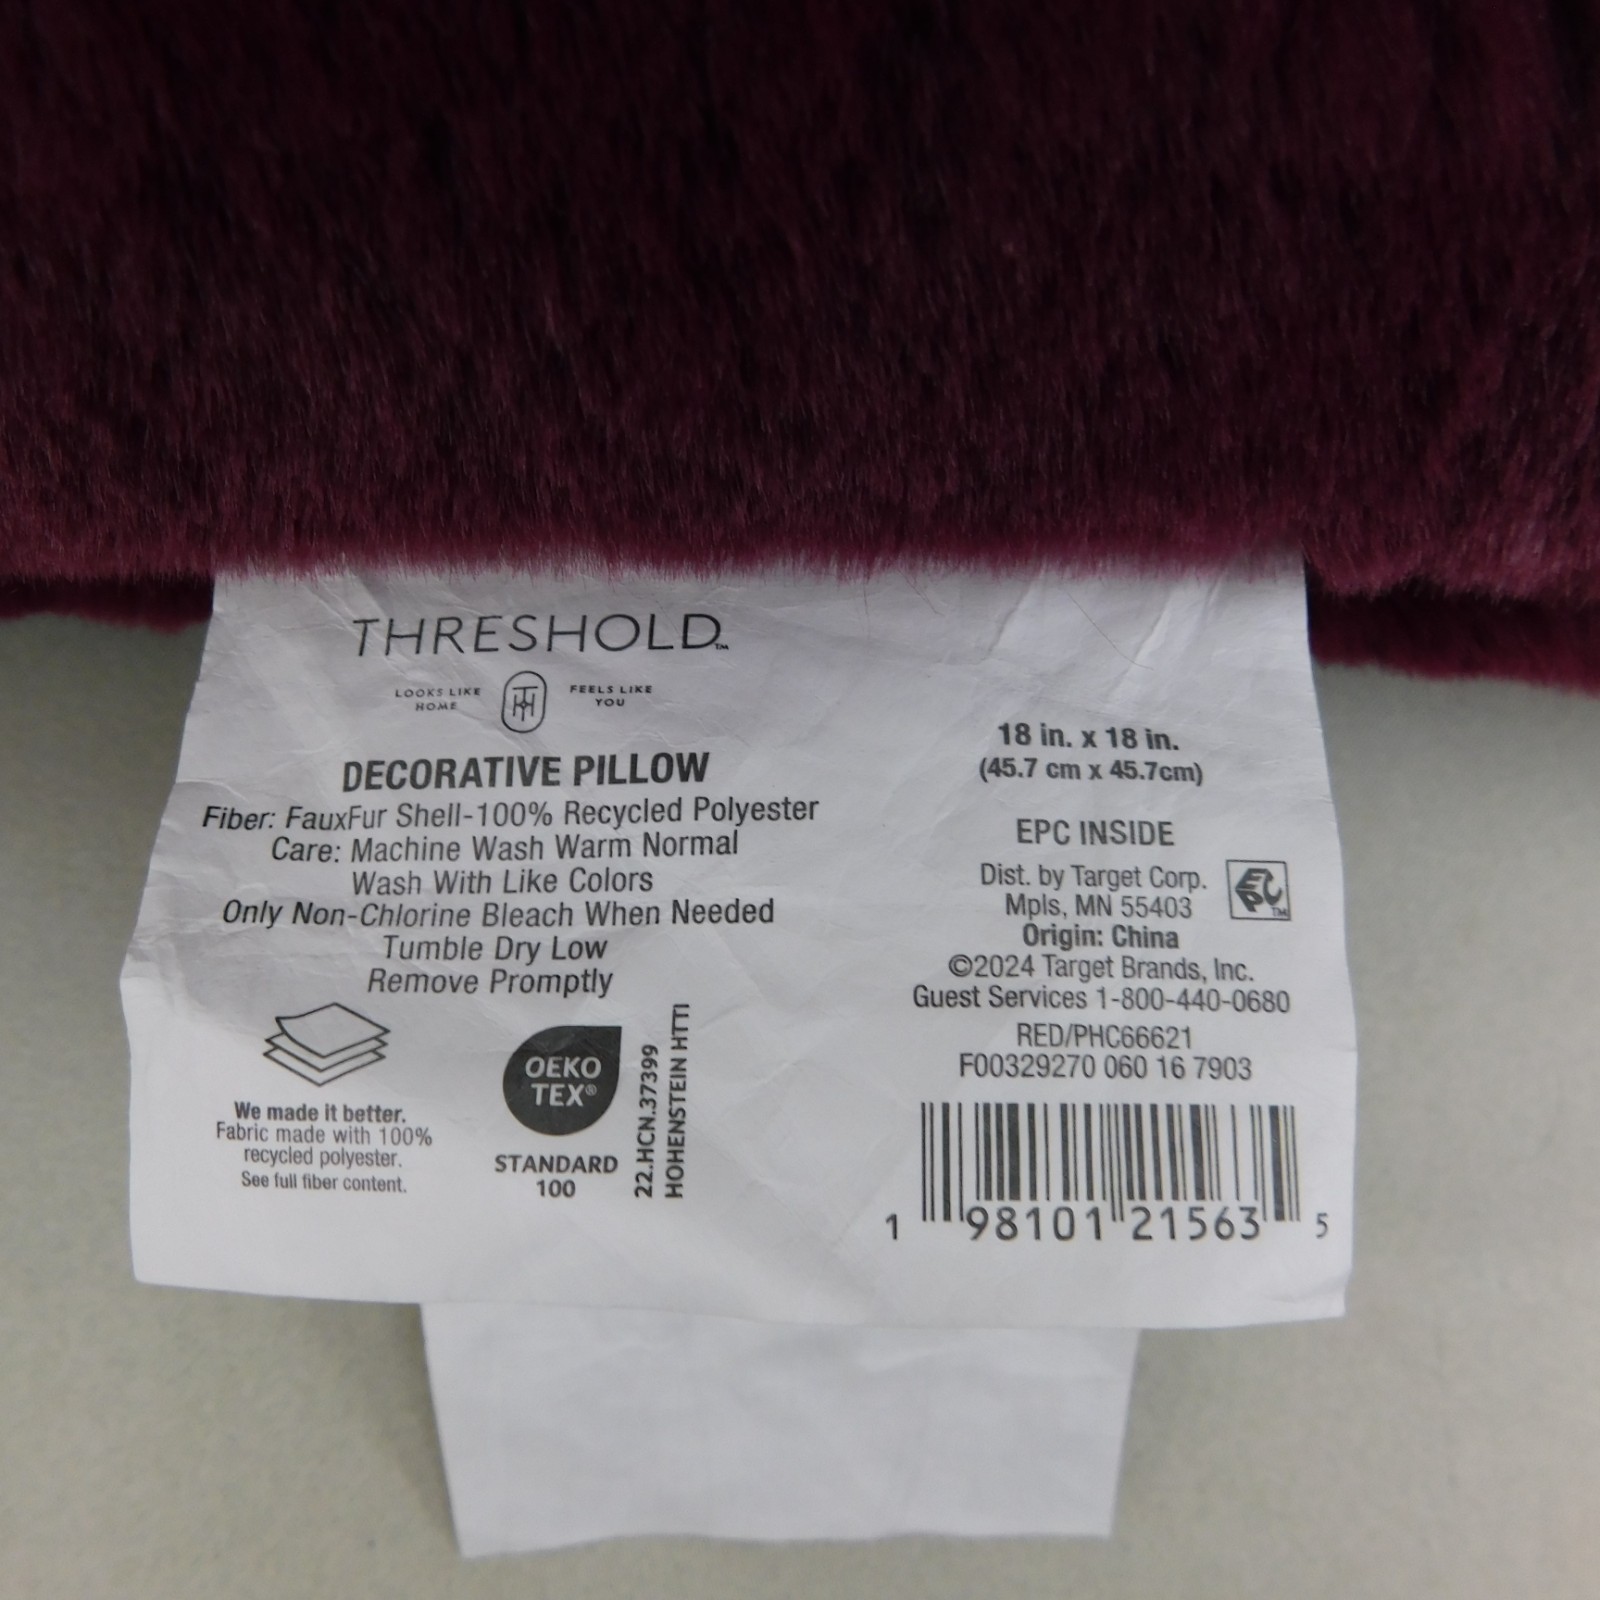 THRESHOLD™
LOOKS LIKE HOME
TH
FEELS LIKE YOU
DECORATIVE PILLOW
Fiber: FauxFur Shell-100% Recycled Polyester
Care: Machine Wash Warm Normal
Wash With Like Colors
Only Non-Chlorine Bleach When Needed
Tumble Dry Low
Remove Promptly
We made it better.
Fabric made with 100%
recycled polyester.
See full fiber content.
OEKO
TEX®
STANDARD
100
22.HCN.37399
HOHENSTEIN HTTI
18 in. x 18 in.
(45.7 cm x 45.7cm)
EPC INSIDE
Dist. by Target Corp.
Mpls, MN 55403
EPC™
Origin: China
©2024 Target Brands, Inc.
Guest Services 1-800-440-0680
RED/PHC66621
F00329270 060 16 7903
1 98101 21563 5